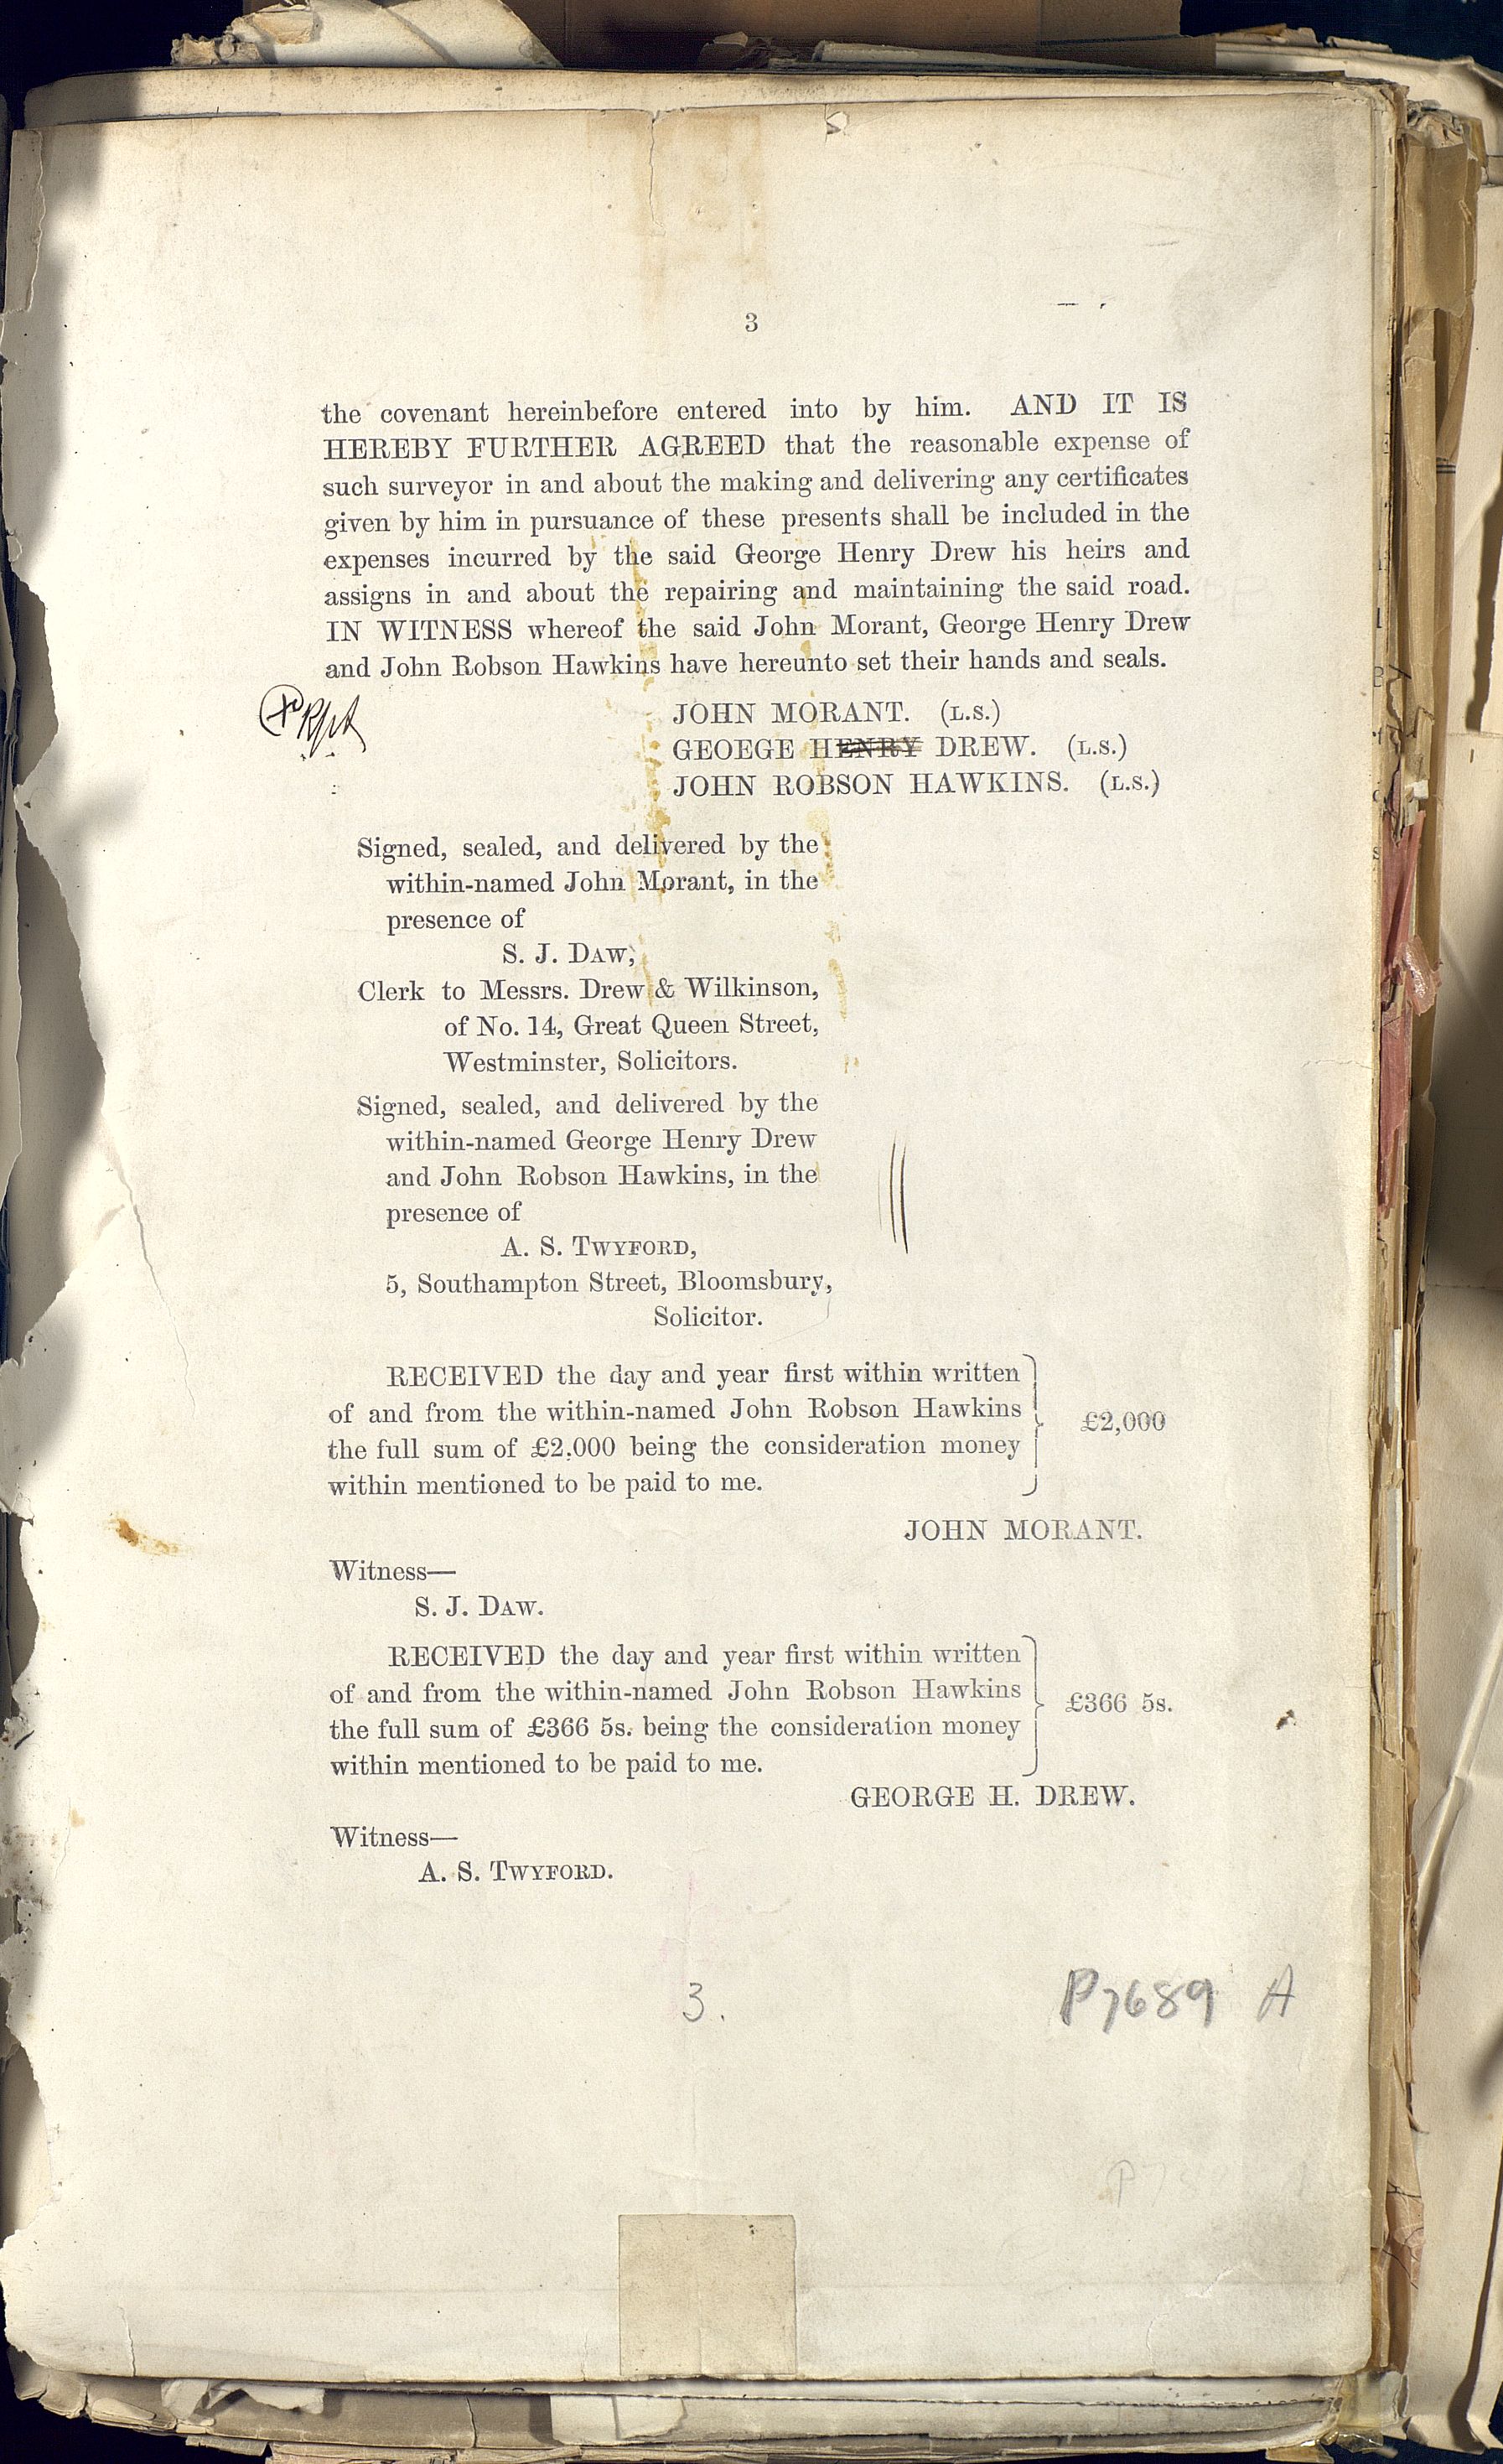 3
the covenant hereinbefore entered into by him. AND IT IS
HEREBY FURTHER AGREED that the reasonable expense of
such surveyor in and about the making and delivering any certificates
given by him in pursuance of these presents shall be included in the
expenses incurred by the said George Henry Drew his heirs and
assigns in and about the repairing and maintaining the said road.
IN WITNESS whereof the said John Morant, George Henry Drew
and John Robson Hawkins have hereunto set their hands and seals.
JOHN MORANT. (L.S.)
GEOEGE HENRY DREW. (L.S.)
JOHN ROBSON HAWKINS. (L.S.)
Signed, sealed, and delivered by the
within-named John Morant, in the
presence of
S. J. DAW,
Clerk to Messrs. Drew & Wilkinson,
of No. 14, Great Queen Street,
Westminster, Solicitors.
Signed, sealed, and delivered by the
within-named George Henry Drew
and John Robson Hawkins, in the
presence of
A. S. TWYFORD,
5, Southampton Street, Bloomsbury,
Solicitor.
RECEIVED the day and year first within written
of and from the within-named John Robson Hawkins
the full sum of £2,000 being the consideration money
within mentioned to be paid to me.
£2,000
JOHN MORANT.
Witness—
S. J. DAW.
RECEIVED the day and year first within written
of and from the within-named John Robson Hawkins
the full sum of £366 5s. being the consideration money
within mentioned to be paid to me.
£366 5s.
GEORGE H. DREW.
Witness—
A. S. TWYFORD.
3.
P7689 A